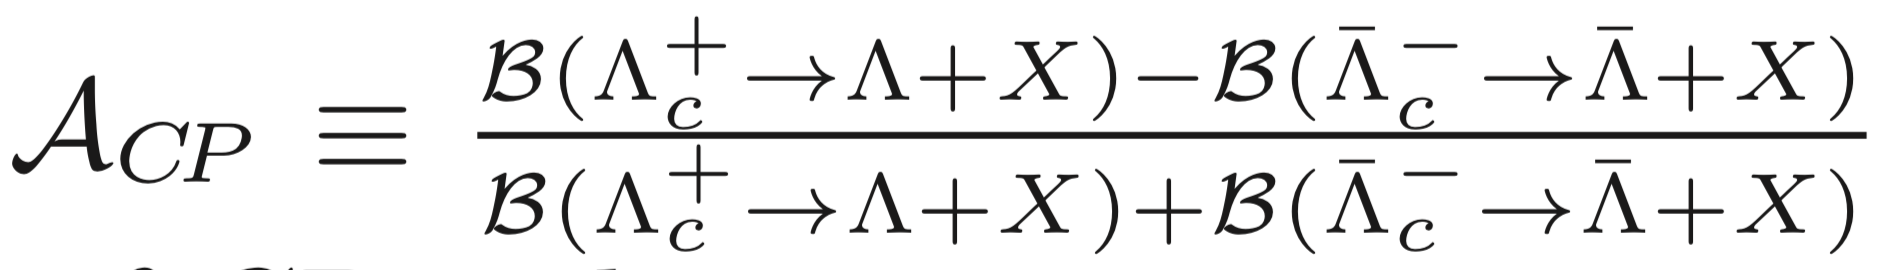 \mathcal{A}_{CP} \equiv \frac{\mathcal{B}(\Lambda_c^+ \to \Lambda + X) - \mathcal{B}(\bar{\Lambda}_c^- \to \bar{\Lambda} + X)}{\mathcal{B}(\Lambda_c^+ \to \Lambda + X) + \mathcal{B}(\bar{\Lambda}_c^- \to \bar{\Lambda} + X)}